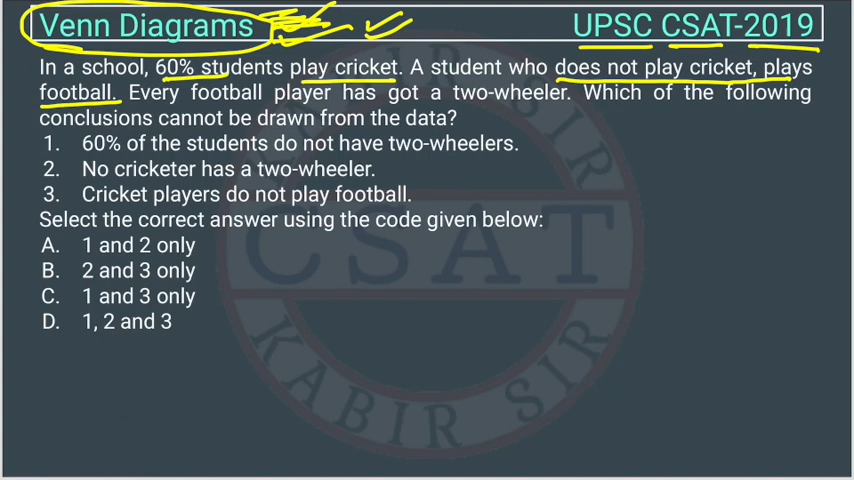 Venn Diagrams
UPSC CSAT-2019
In a school, 60% students play cricket. A student who does not play cricket, plays
football. Every football player has got a two-wheeler. Which of the following
conclusions cannot be drawn from the data?
1. 60% of the students do not have two-wheelers.
2. No cricketer has a two-wheeler.
3. Cricket players do not play football.
Select the correct answer using the code given below:
A. 1 and 2 only
B. 2 and 3 only
C. 1 and 3 only
D. 1, 2 and 3
KABIR SIR
CSAT
KABIR SIR